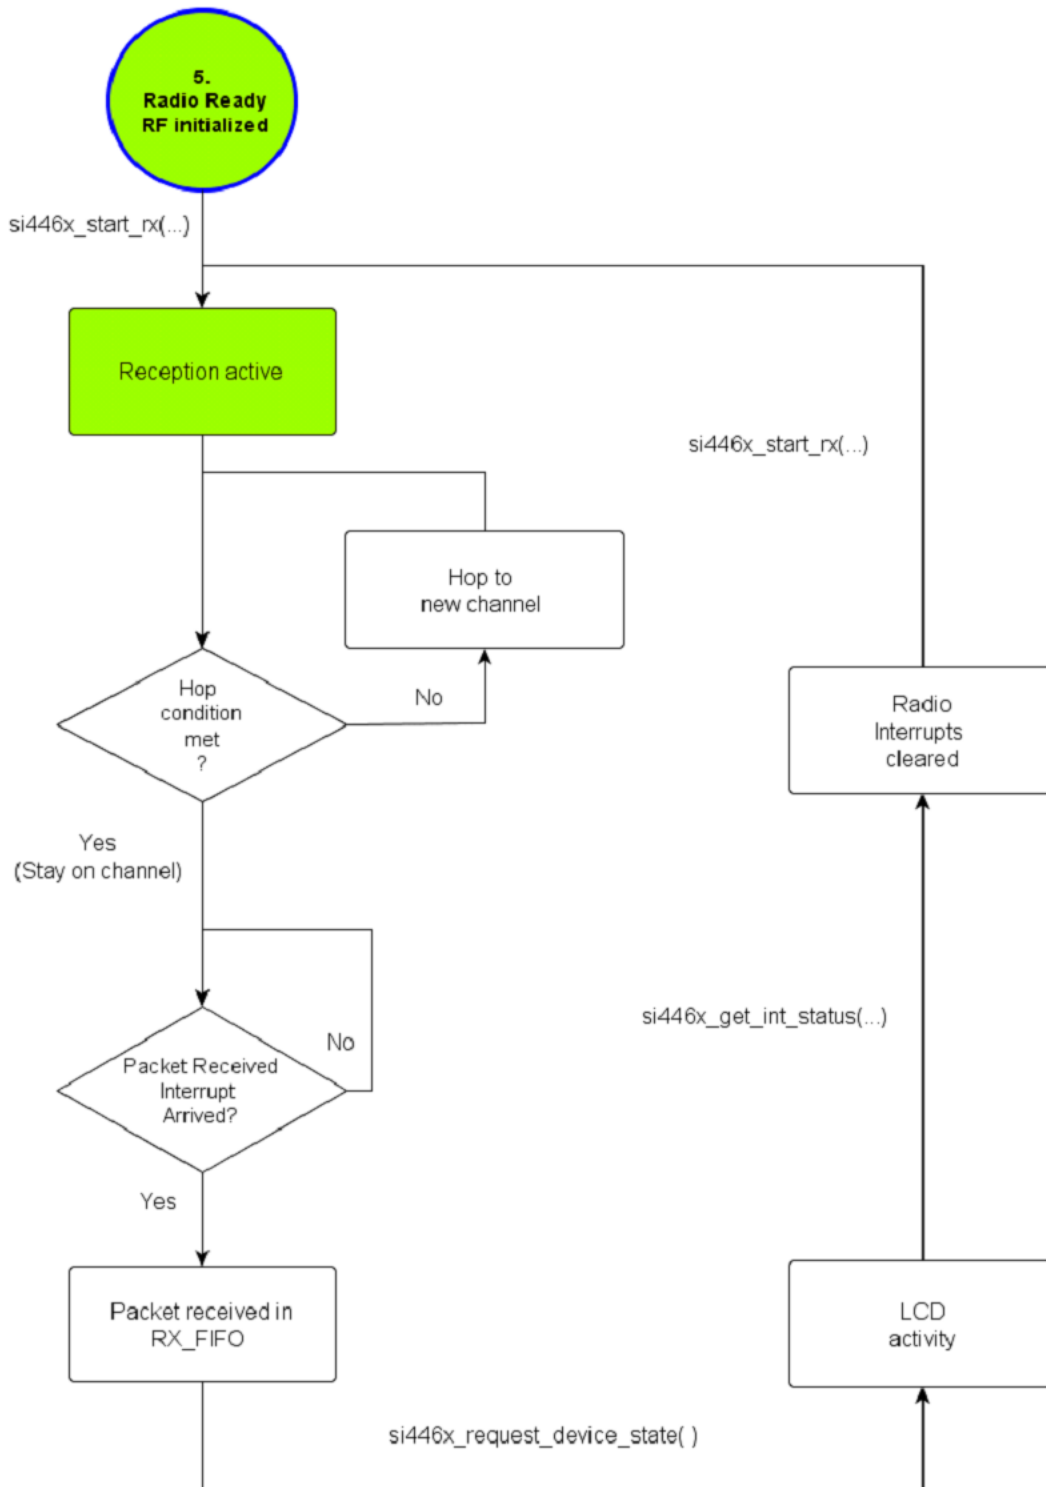 5.
Radio Ready
RF initialized
si446x_start_rx(...)
Reception active
si446x_start_rx(...)
Hop to
new channel
Hop
condition
met
?
No
Radio
Interrupts
cleared
Yes
(Stay on channel)
si446x_get_int_status(...)
No
Packet Received
Interrupt
Arrived?
Yes
Packet received in
RX_FIFO
LCD
activity
si446x_request_device_state( )